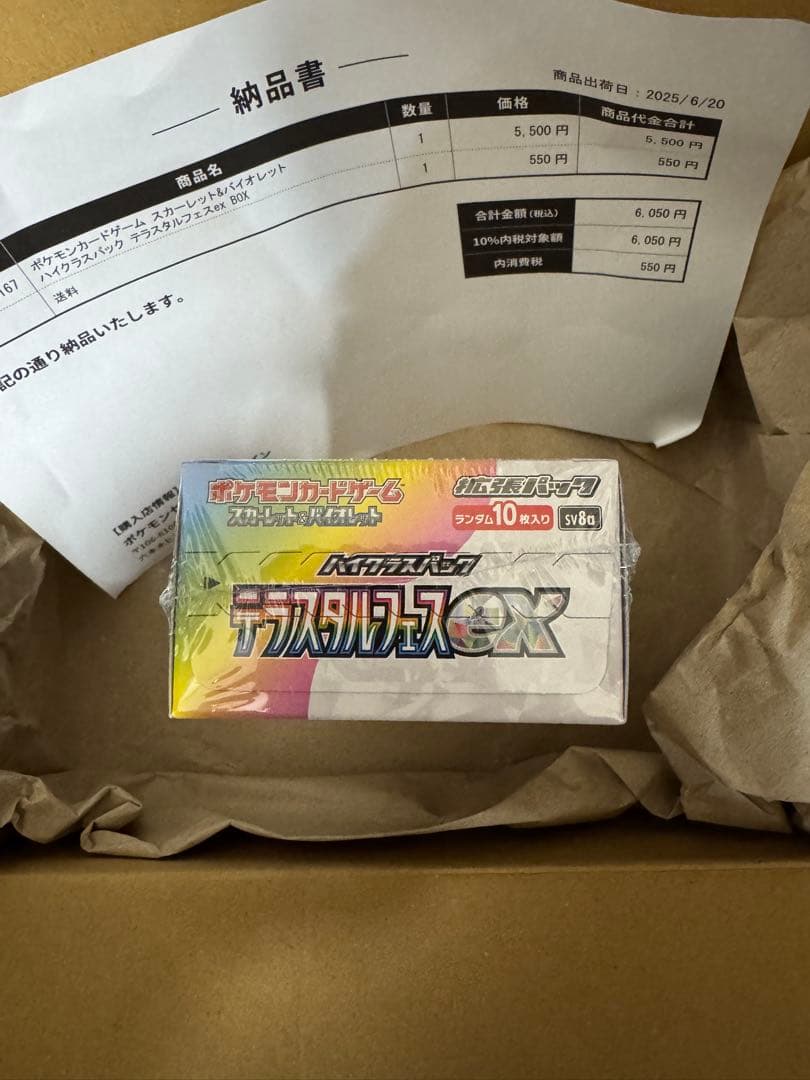 納品書
商品出荷日：2025/6/20
商品名 数量 価格 商品代金合計
167 ポケモンカードゲーム スカーレット&バイオレット
ハイクラスパック テラスタルフェスex BOX 1 5,500 円 5,500 円
送料 1 550 円 550 円
合計金額(税込) 6,050 円
10%内税対象額 6,050 円
内消費税 550 円
記の通り納品いたします。
【購入店情報】
ポケモンセ
ポケモンカードゲーム
スカーレット&バイオレット
拡張パック
ランダム10枚入り
SV8a
ハイクラスパック
テラスタルフェスex